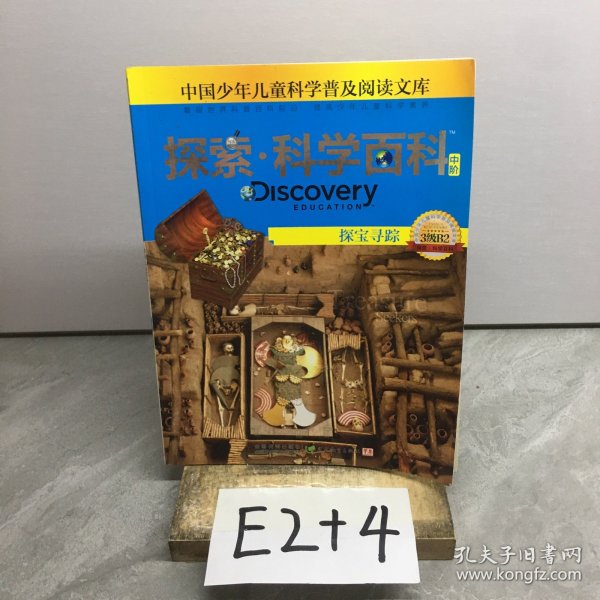 中国少年儿童科学普及阅读文库
探索·科学百科™
中阶
Discovery
EDUCATION
探宝寻踪
3级B2
E2+4
孔夫子旧书网
www.kongfz.com